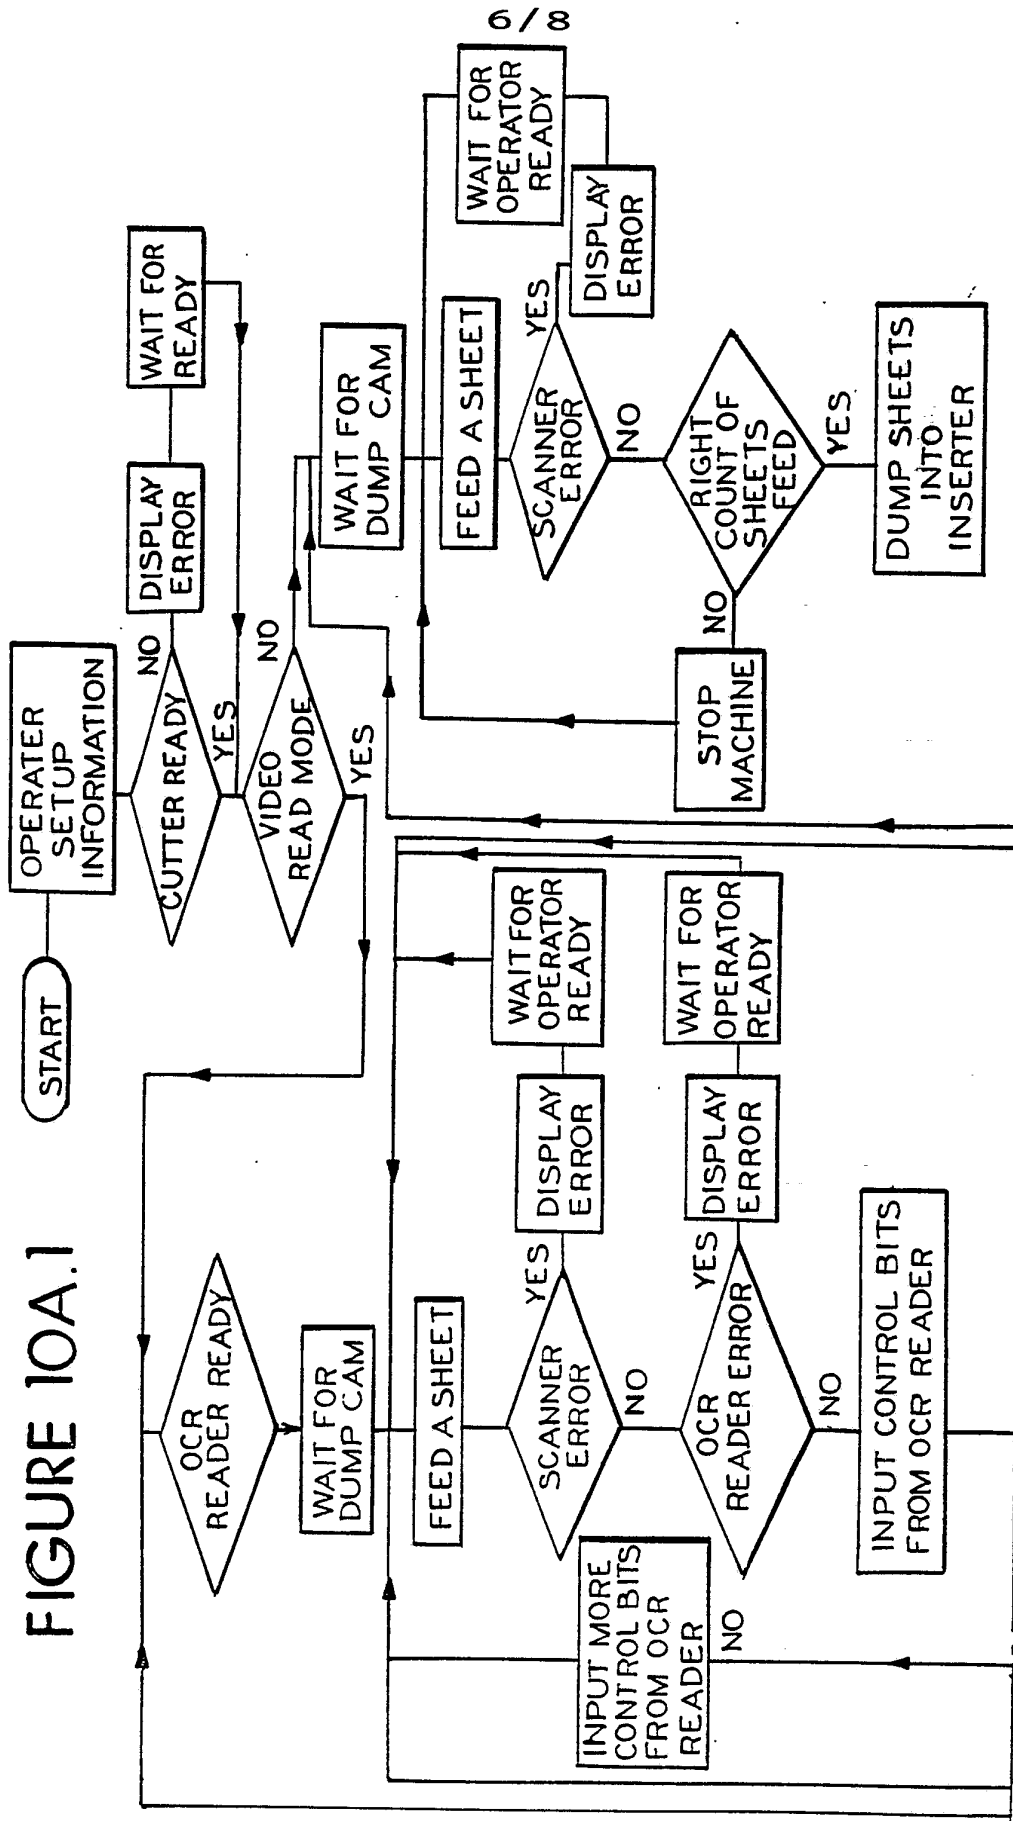 6/8
FIGURE 10A.1
START
OPERATER
SETUP
INFORMATION
CUTTER READY
NO
DISPLAY
ERROR
WAIT FOR
READY
YES
VIDEO
READ MODE
NO
YES
WAIT FOR
DUMP CAM
FEED A SHEET
WAIT FOR
OPERATOR
READY
SCANNER
ERROR
YES
DISPLAY
ERROR
NO
RIGHT
COUNT OF
SHEETS
FEED
NO
STOP
MACHINE
YES
DUMP SHEETS
INTO
INSERTER
OCR
READER READY
WAIT FOR
DUMP CAM
FEED A SHEET
SCANNER
ERROR
YES
DISPLAY
ERROR
WAIT FOR
OPERATOR
READY
NO
OCR
READER ERROR
YES
DISPLAY
ERROR
WAIT FOR
OPERATOR
READY
NO
INPUT CONTROL BITS
FROM OCR READER
INPUT MORE
CONTROL BITS
FROM OCR
READER
NO